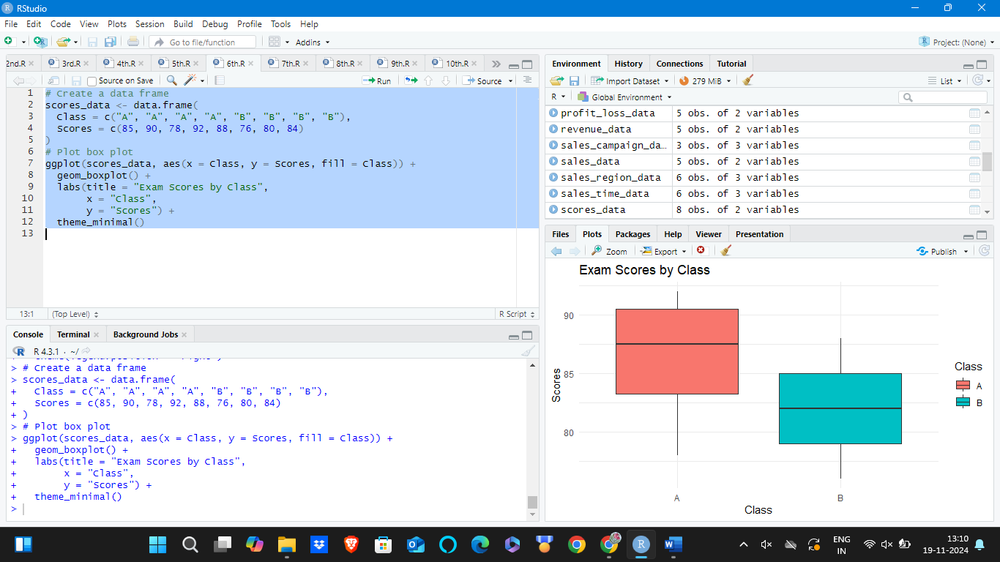 RStudio
File Edit Code View Plots Session Build Debug Profile Tools Help
Go to file/function Addins Project: (None)
2nd.R 3rd.R 4th.R 5th.R 6th.R 7th.R 8th.R 9th.R 10th.R
Source on Save Run Source
1 # Create a data frame
2 scores_data <- data.frame(
3 Class = c("A", "A", "A", "A", "B", "B", "B", "B"),
4 Scores = c(85, 90, 78, 92, 88, 76, 80, 84)
5 )
6 # Plot box plot
7 ggplot(scores_data, aes(x = Class, y = Scores, fill = Class)) +
8 geom_boxplot() +
9 labs(title = "Exam Scores by Class",
10 x = "Class",
11 y = "Scores") +
12 theme_minimal()
13
13:1 (Top Level) R Script
Console Terminal Background Jobs
R 4.3.1 · ~/
> # Create a data frame
> scores_data <- data.frame(
+ Class = c("A", "A", "A", "A", "B", "B", "B", "B"),
+ Scores = c(85, 90, 78, 92, 88, 76, 80, 84)
+ )
> # Plot box plot
> ggplot(scores_data, aes(x = Class, y = Scores, fill = Class)) +
+ geom_boxplot() +
+ labs(title = "Exam Scores by Class",
+ x = "Class",
+ y = "Scores") +
+ theme_minimal()
>
Environment History Connections Tutorial
Import Dataset 279 MiB List
R Global Environment
profit_loss_data 5 obs. of 2 variables
revenue_data 5 obs. of 2 variables
sales_campaign_da… 3 obs. of 3 variables
sales_data 5 obs. of 2 variables
sales_region_data 6 obs. of 3 variables
sales_time_data 6 obs. of 3 variables
scores_data 8 obs. of 2 variables
Files Plots Packages Help Viewer Presentation
Zoom Export Publish
Exam Scores by Class
90
85
80
Scores
A B
Class
Class
A
B
ENG
IN
13:10
19-11-2024